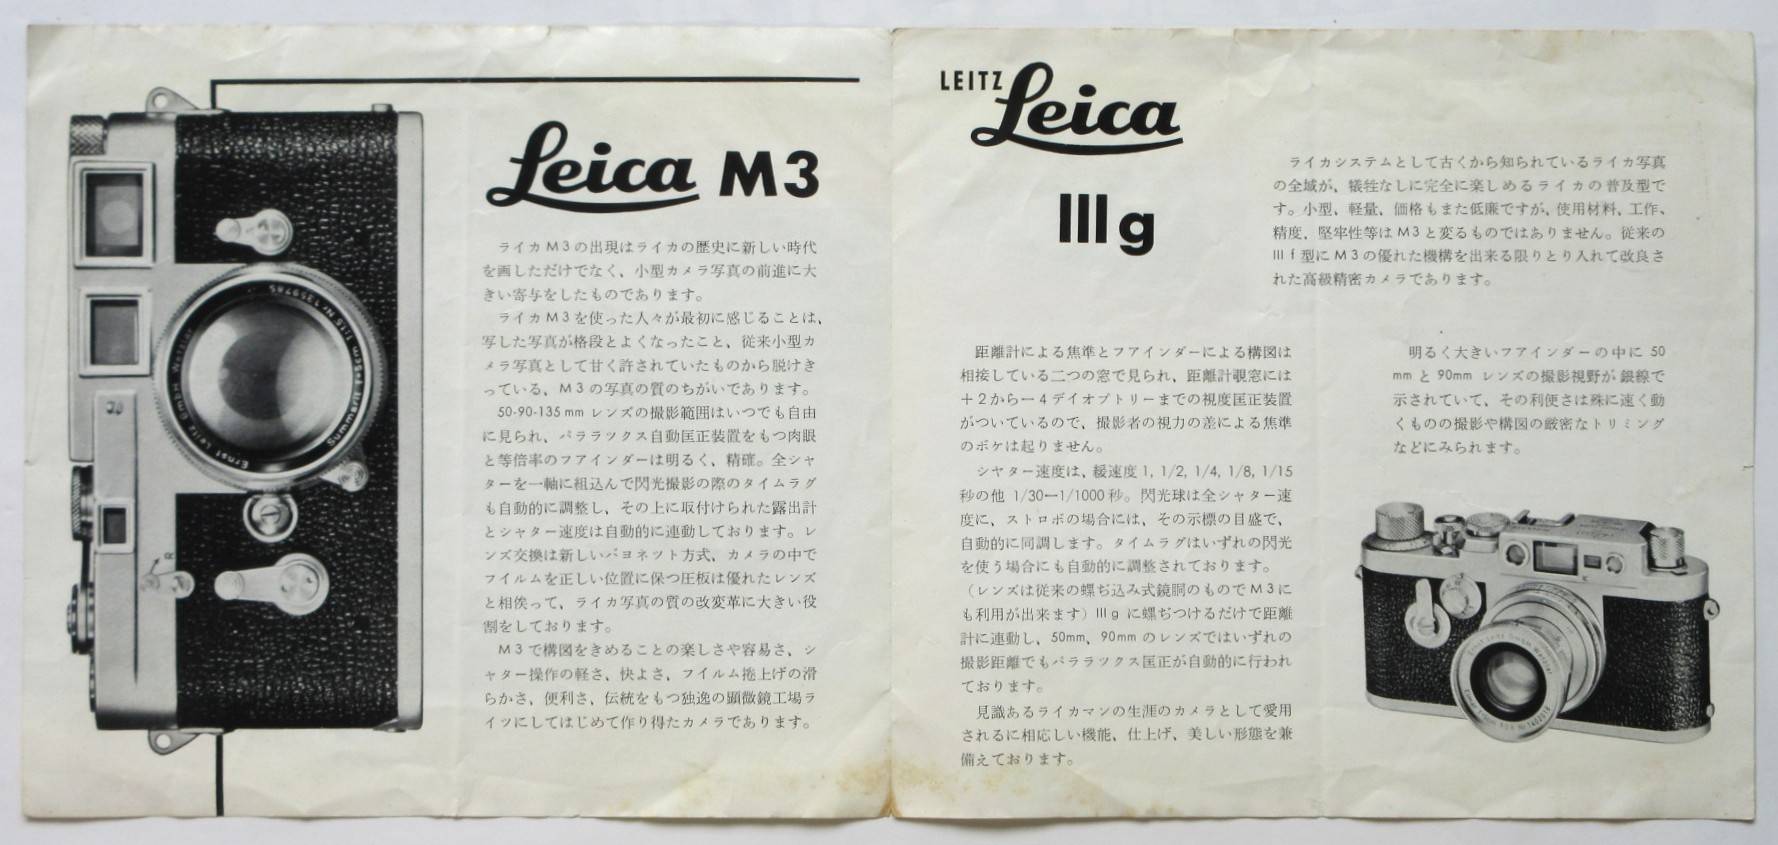 Leica M3
ライカM3の出現はライカの歴史に新しい時代
を画しただけでなく、小型カメラ写真の前進に大
きい寄与をしたものであります。
ライカM3を使った人々が最初に感じることは、
写した写真が格段とよくなったこと、従来小型カ
メラ写真として甘く許されていたものから脱けき
っている、M3の写真の質のちがいであります。
50-90-135mm レンズの撮影範囲はいつでも自由
に見られ、パララックス自動匡正装置をもつ肉眼
と等倍率のフアインダーは明るく、精確。全シャ
ターを一軸に組込んで閃光撮影の際のタイムラグ
も自動的に調整し、その上に取付けられた露出計
とシャター速度は自動的に連動しております。レ
ンズ交換は新しいバヨネット方式、カメラの中で
フイルムを正しい位置に保つ圧板は優れたレンズ
と相俟って、ライカ写真の質の改変革に大きい役
割をしております。
M3で構図をきめることの楽しさや容易さ、シ
ャター操作の軽さ、快よさ、フイルム捲上げの滑
らかさ、便利さ、伝統をもつ独逸の顕微鏡工場ラ
イツにしてはじめて作り得たカメラであります。
LEITZ
Leica
IIIg
ライカシステムとして古くから知られているライカ写真
の全域が、犠牲なしに完全に楽しめるライカの普及型で
す。小型、軽量、価格もまた低廉ですが、使用材料、工作、
精度、堅牢性等はM3と変るものではありません。従来の
IIIf型にM3の優れた機構を出来る限りとり入れて改良さ
れた高級精密カメラであります。
距離計による焦準とフアインダーによる構図は
相接している二つの窓で見られ、距離計覗窓には
＋2からー4デイオプトリーまでの視度匡正装置
がついているので、撮影者の視力の差による焦準
のボケは起りません。
シヤター速度は、緩速度 1, 1/2, 1/4, 1/8, 1/15
秒の他 1/30ー1/1000秒。閃光球は全シャター速
度に、ストロボの場合には、その示標の目盛で、
自動的に同調します。タイムラグはいずれの閃光
を使う場合にも自動的に調整されております。
（レンズは従来の螺ぢ込み式鏡胴のものでM3に
も利用が出来ます）IIIg に螺ぢつけるだけで距離
計に連動し、50mm、90mm のレンズではいずれの
撮影距離でもパララツクス匡正が自動的に行われ
ております。
見識あるライカマンの生涯のカメラとして愛用
されるに相応しい機能、仕上げ、美しい形態を兼
備えております。
明るく大きいフアインダーの中に 50
mm と 90mm レンズの撮影視野が銀線で
示されていて、その利便さは殊に速く動
くものの撮影や構図の厳密なトリミング
などにみられます。